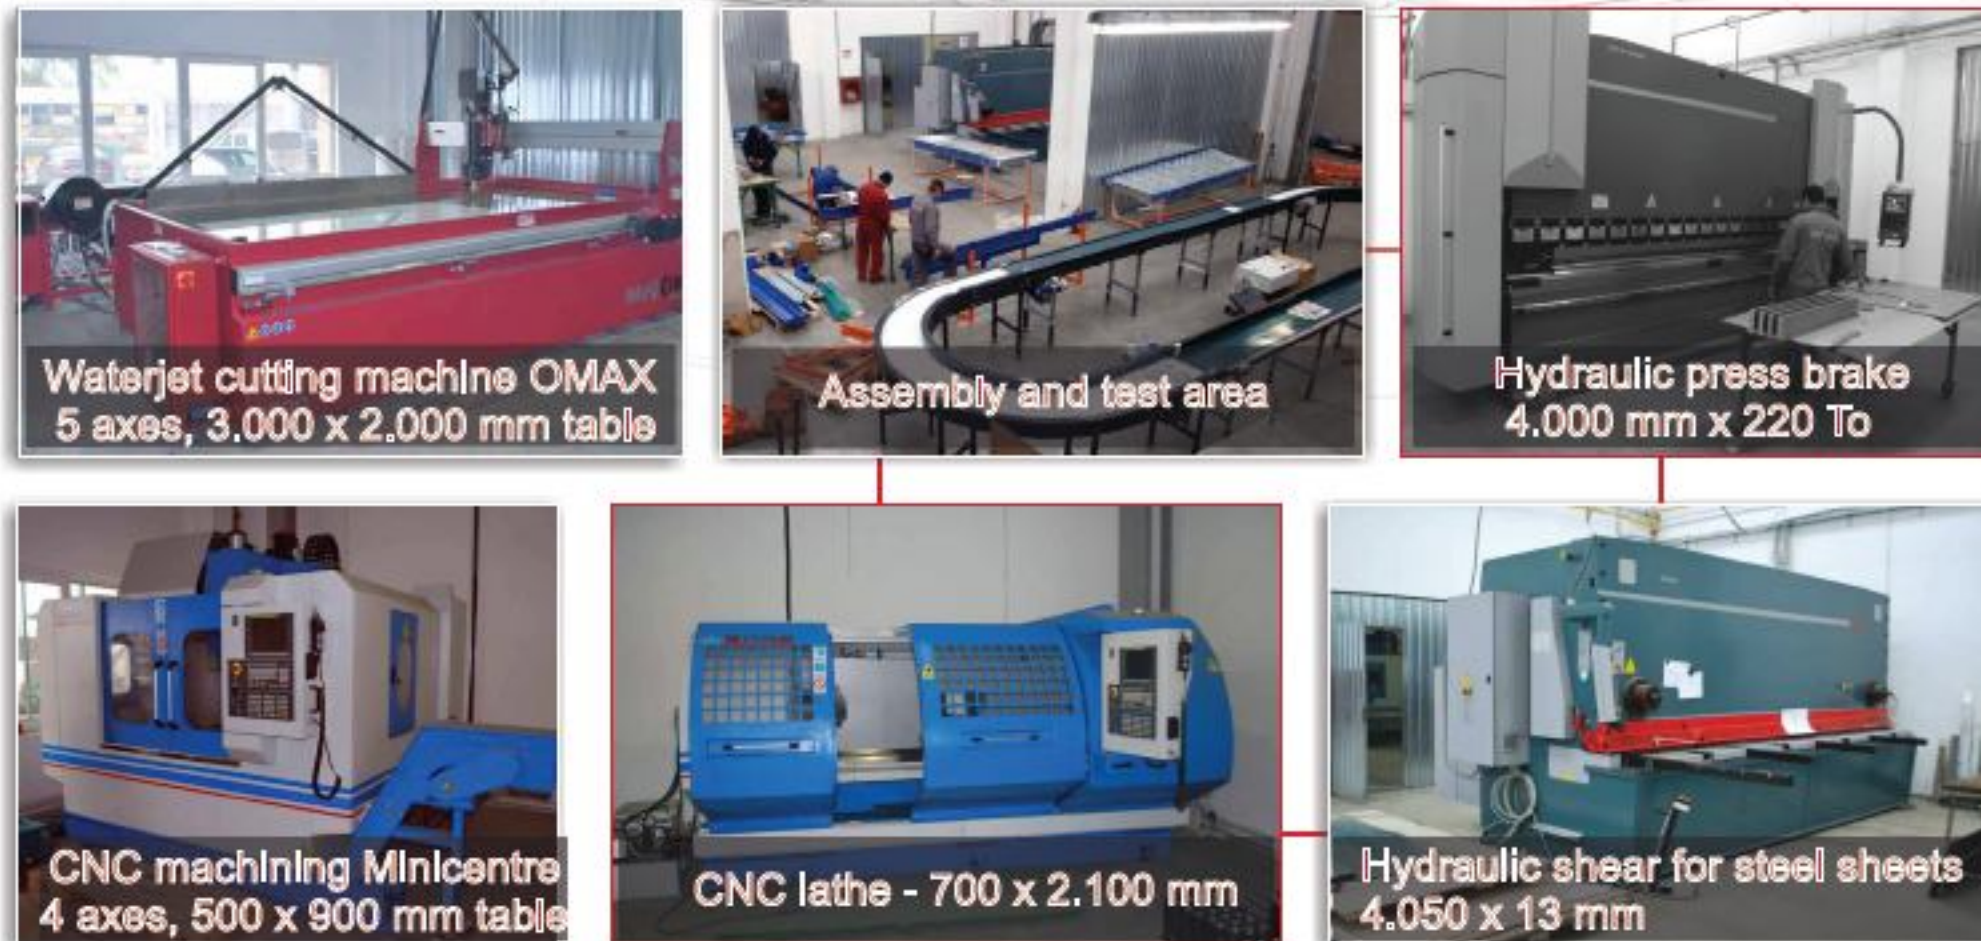 Waterjet cutting machine OMAX
5 axes, 3.000 x 2.000 mm table
Assembly and test area
Hydraulic press brake
4.000 mm x 220 To
CNC machining Minicentre
4 axes, 500 x 900 mm table
CNC lathe - 700 x 2.100 mm
Hydraulic shear for steel sheets
4.050 x 13 mm